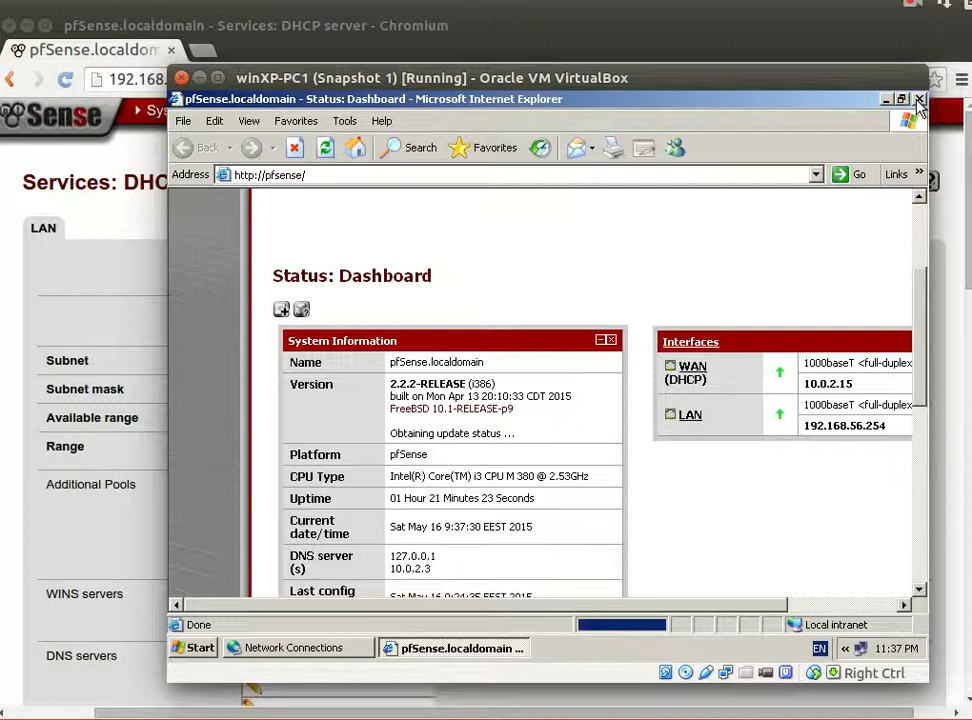 pfSense.localdomain - Services: DHCP server - Chromium
pfSense.localdom
192.168.
winXP-PC1 (Snapshot 1) [Running] - Oracle VM VirtualBox
pfSense.localdomain - Status: Dashboard - Microsoft Internet Explorer
File Edit View Favorites Tools Help
Back Search Favorites
Address http://pfsense/ Go Links »
Sense
Sy
Services: DHC
LAN
Subnet
Subnet mask
Available range
Range
Additional Pools
WINS servers
DNS servers
Status: Dashboard
System Information
Name pfSense.localdomain
Version 2.2.2-RELEASE (i386)
built on Mon Apr 13 20:10:33 CDT 2015
FreeBSD 10.1-RELEASE-p9
Obtaining update status ...
Platform pfSense
CPU Type Intel(R) Core(TM) i3 CPU M 380 @ 2.53GHz
Uptime 01 Hour 21 Minutes 23 Seconds
Current date/time Sat May 16 9:37:30 EEST 2015
DNS server(s) 127.0.0.1
10.0.2.3
Last config
Interfaces
WAN (DHCP) 1000baseT <full-duplex
10.0.2.15
LAN 1000baseT <full-duplex
192.168.56.254
Done Local intranet
Start Network Connections pfSense.localdomain ... EN « 11:37 PM
Right Ctrl